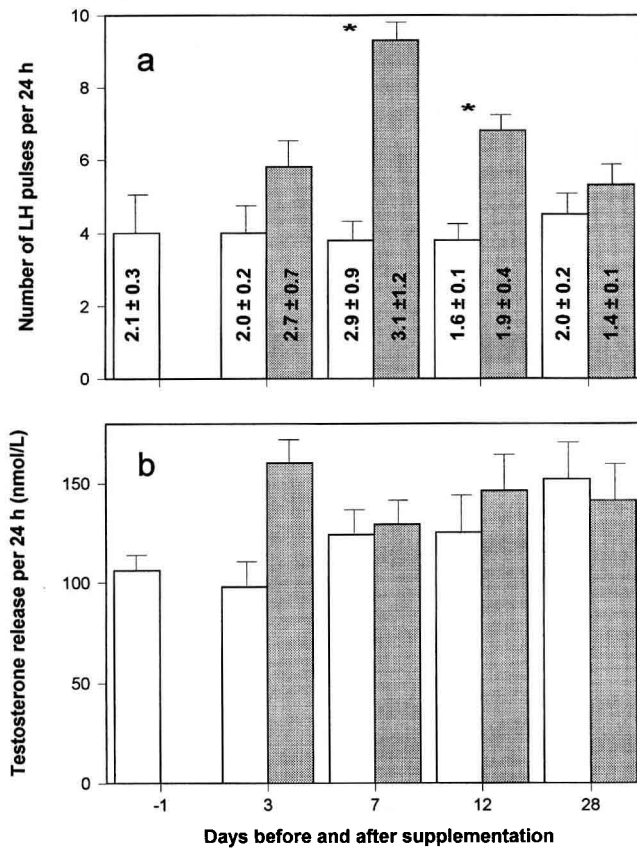 10
8
6
4
2
0
Number of LH pulses per 24 h
a
*
*
2.1 ± 0.3
2.0 ± 0.2
2.7 ± 0.7
2.9 ± 0.9
3.1 ±1.2
1.6 ± 0.1
1.9 ± 0.4
2.0 ± 0.2
1.4 ± 0.1
b
150
100
50
0
Testosterone release per 24 h (nmol/L)
-1 3 7 12 28
Days before and after supplementation